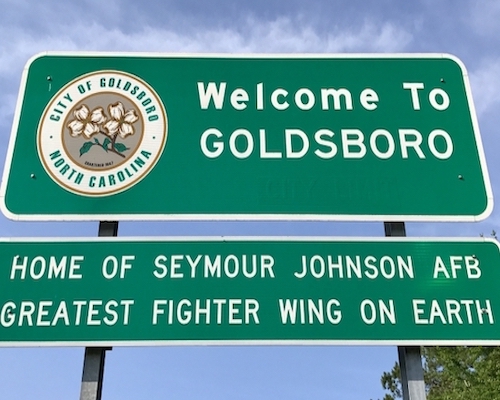 CITY OF GOLDSBORO
NORTH CAROLINA
Welcome To
GOLDSBORO
HOME OF SEYMOUR JOHNSON AFB
GREATEST FIGHTER WING ON EARTH